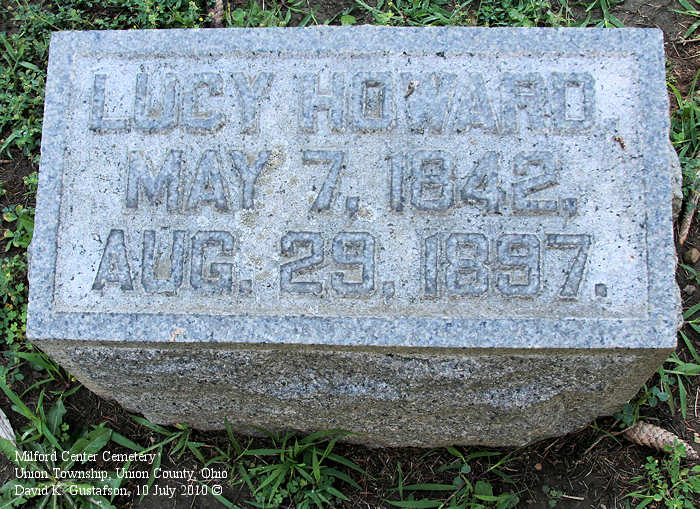 LUCY HOWARD.
MAY 7, 1842,
AUG. 29, 1897.
Milford Center Cemetery
Union Township, Union County, Ohio
David K. Gustafson, 10 July 2010 ©